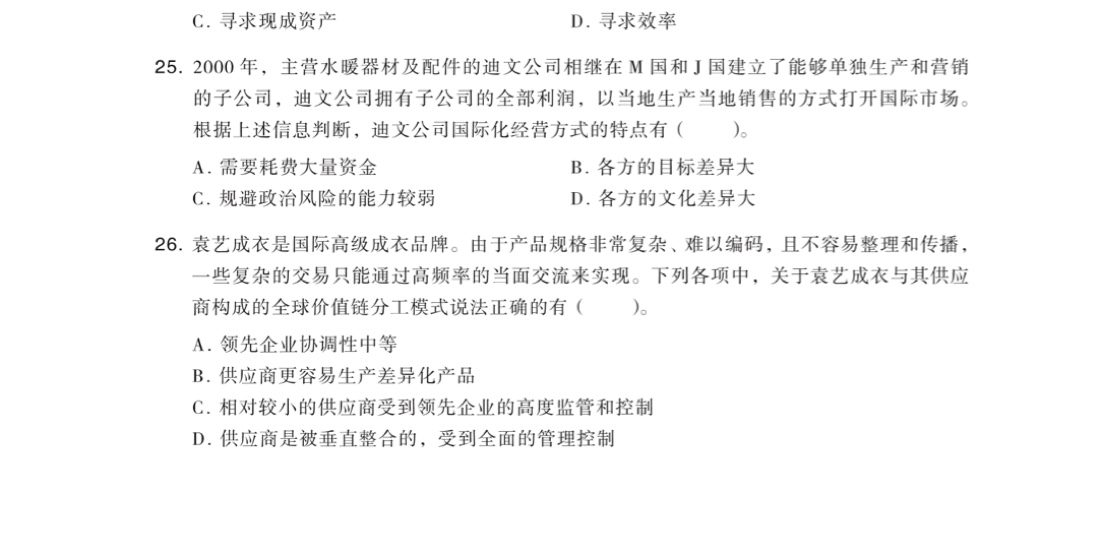 C. 寻求现成资产 D. 寻求效率
25. 2000 年，主营水暖器材及配件的迪文公司相继在 M 国和 J 国建立了能够单独生产和营销
的子公司，迪文公司拥有子公司的全部利润，以当地生产当地销售的方式打开国际市场。
根据上述信息判断，迪文公司国际化经营方式的特点有（　　）。
A. 需要耗费大量资金 B. 各方的目标差异大
C. 规避政治风险的能力较弱 D. 各方的文化差异大
26. 袁艺成衣是国际高级成衣品牌。由于产品规格非常复杂、难以编码，且不容易整理和传播，
一些复杂的交易只能通过高频率的当面交流来实现。下列各项中，关于袁艺成衣与其供应
商构成的全球价值链分工模式说法正确的有（　　）。
A. 领先企业协调性中等
B. 供应商更容易生产差异化产品
C. 相对较小的供应商受到领先企业的高度监管和控制
D. 供应商是被垂直整合的，受到全面的管理控制